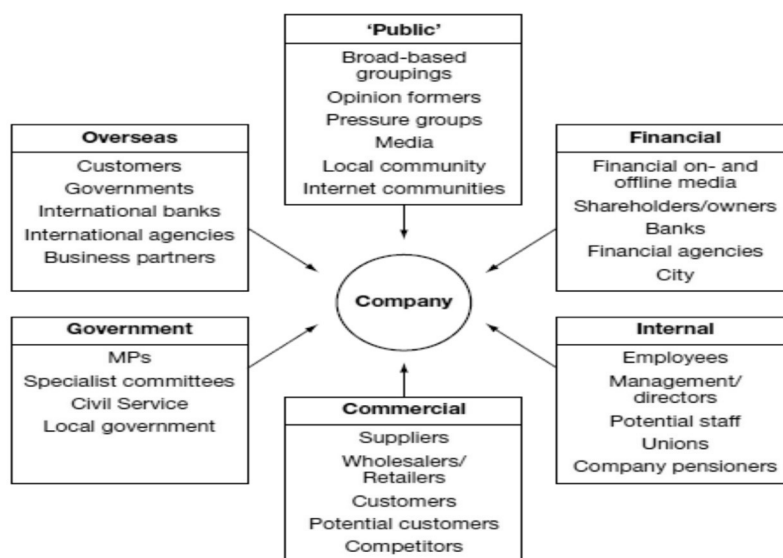 ‘Public’
Broad-based
groupings
Opinion formers
Pressure groups
Media
Local community
Internet communities
Overseas
Customers
Governments
International banks
International agencies
Business partners
Financial
Financial on- and
offline media
Shareholders/owners
Banks
Financial agencies
City
Company
Government
MPs
Specialist committees
Civil Service
Local government
Commercial
Suppliers
Wholesalers/
Retailers
Customers
Potential customers
Competitors
Internal
Employees
Management/
directors
Potential staff
Unions
Company pensioners